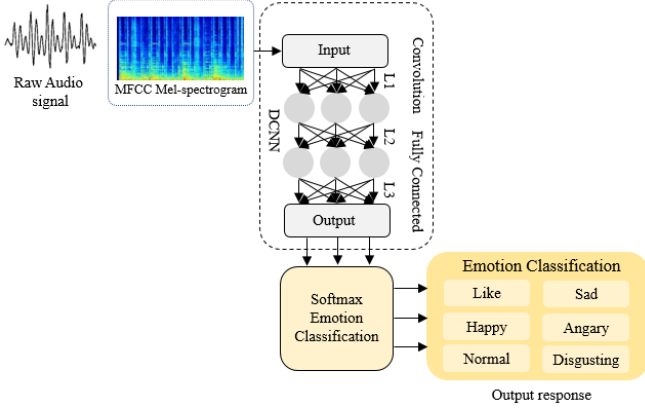 Raw Audio
signal
MFCC Mel-spectrogram
Input
L1
Convolution
DCNN
L2
Fully Connected
L3
Output
Softmax
Emotion
Classification
Emotion Classification
Like
Sad
Happy
Angary
Normal
Disgusting
Output response